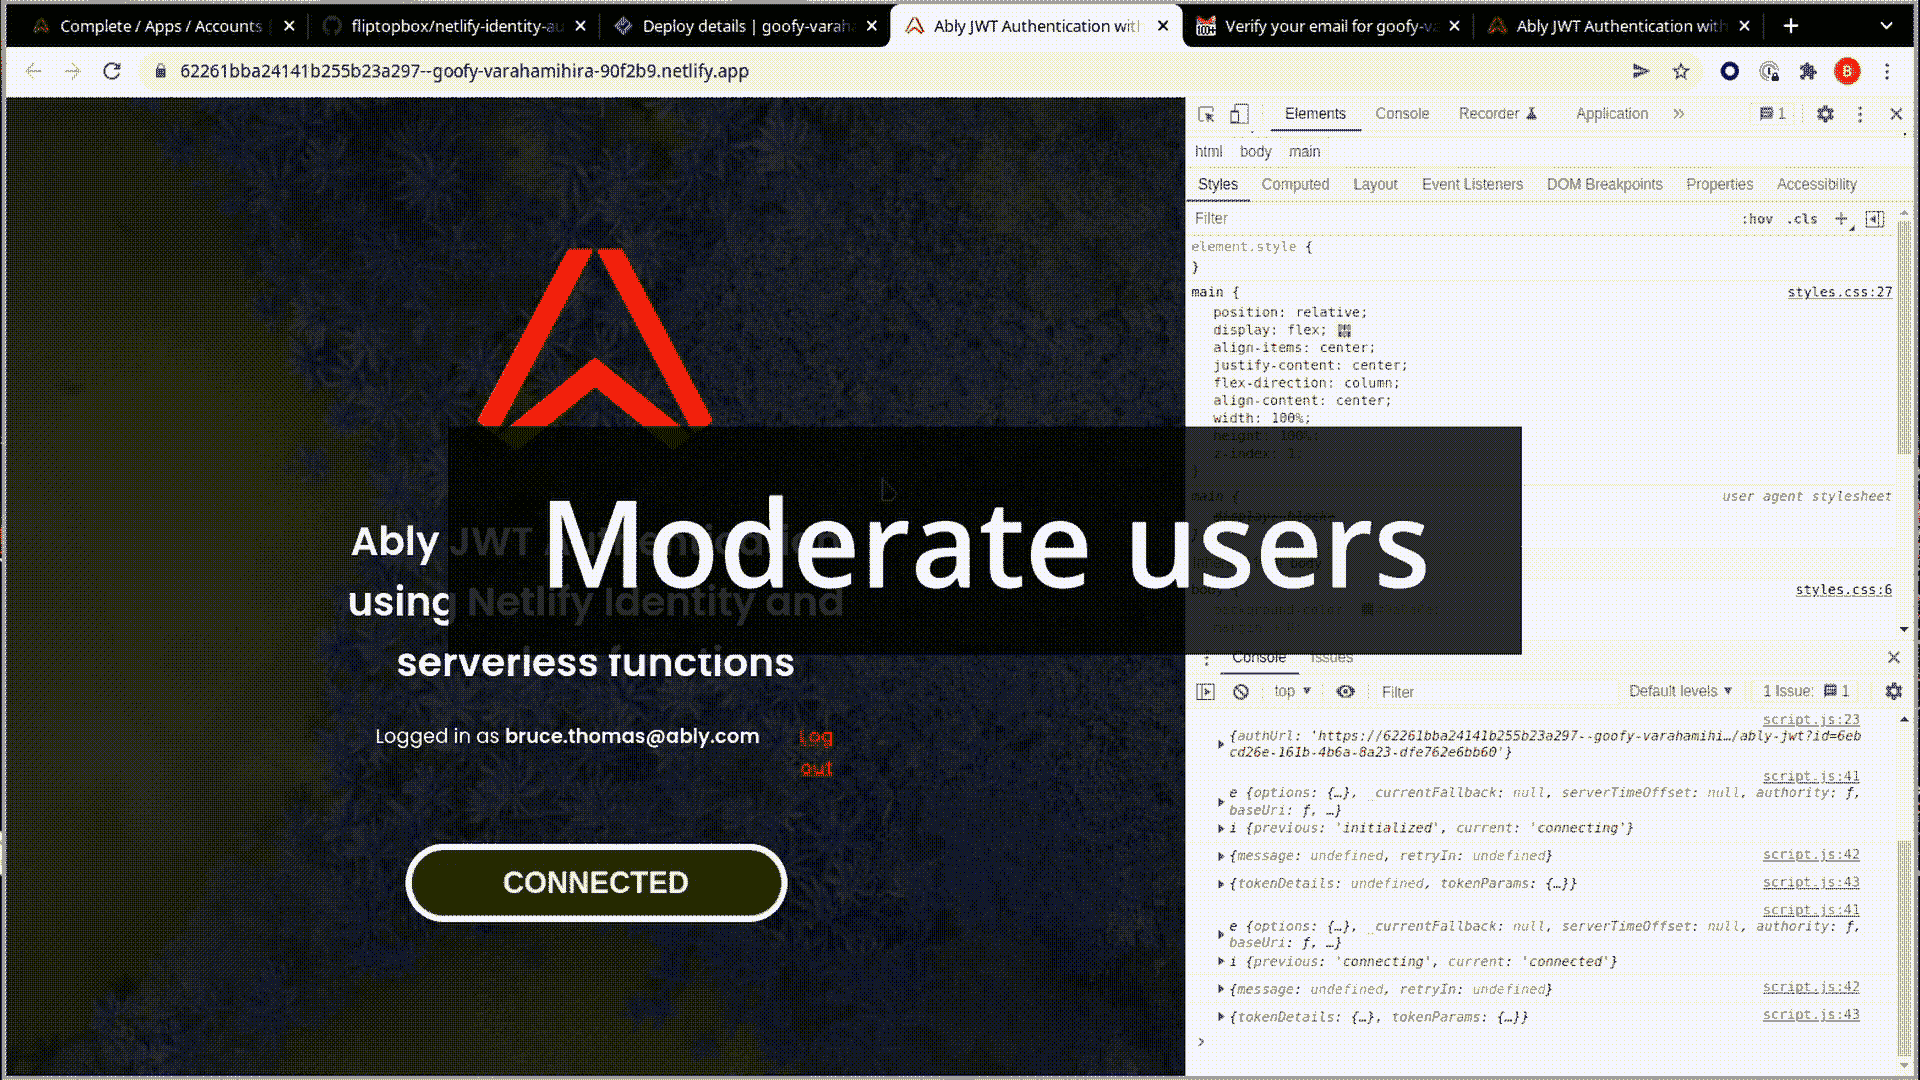 Complete / Apps / Accounts
fliptopbox/netlify-identity-au
Deploy details | goofy-varah
Ably JWT Authentication with
Verify your email for goofy-va
Ably JWT Authentication with
62261bba24141b255b23a297--goofy-varahamihira-90f2b9.netlify.app
B
Elements Console Recorder Application 1
html body main
Styles Computed Layout Event Listeners DOM Breakpoints Properties Accessibility
Filter :hov .cls
element.style {
}
main { styles.css:27
position: relative;
display: flex;
align-items: center;
justify-content: center;
flex-direction: column;
align-content: center;
width: 100%;
height: 100%;
z-index: 1;
}
main { user agent stylesheet
display: block;
}
body { styles.css:6
Moderate users
Ably JWT Authentication
using Netlify Identity and
serverless functions
Logged in as bruce.thomas@ably.com
Log
out
CONNECTED
Console Issues
top Filter Default levels 1 Issue: 1
script.js:23
{authUrl: 'https://62261bba24141b255b23a297--goofy-varahamihi…/ably-jwt?id=6eb
cd26e-161b-4b6a-8a23-dfe762e6bb60'}
script.js:41
e {options: {…}, _currentFallback: null, serverTimeOffset: null, authority: ƒ,
baseUri: ƒ, …}
i {previous: 'initialized', current: 'connecting'}
{message: undefined, retryIn: undefined} script.js:42
{tokenDetails: undefined, tokenParams: {…}} script.js:43
script.js:41
e {options: {…}, _currentFallback: null, serverTimeOffset: null, authority: ƒ,
baseUri: ƒ, …}
i {previous: 'connecting', current: 'connected'}
{message: undefined, retryIn: undefined} script.js:42
{tokenDetails: {…}, tokenParams: {…}} script.js:43